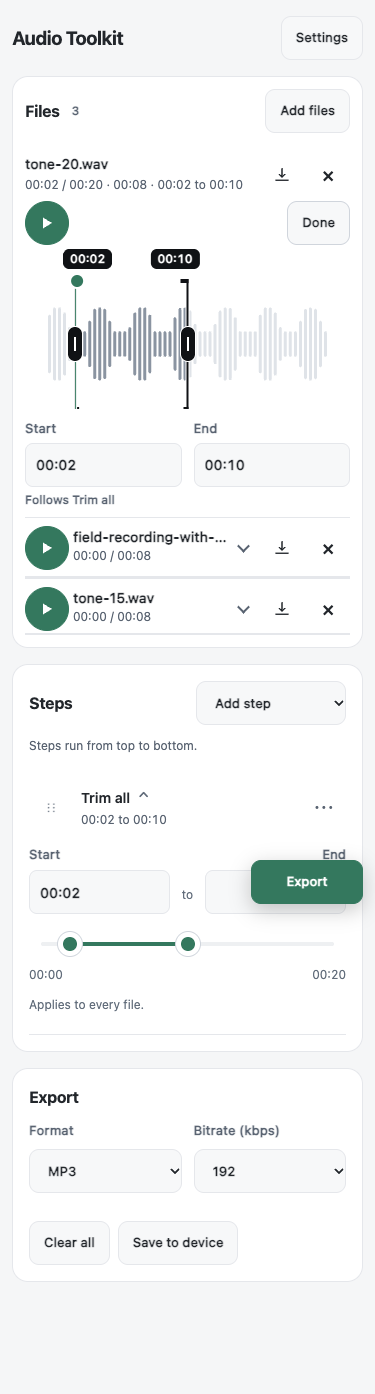 Audio Toolkit
Settings
Files 3
Add files
tone-20.wav
00:02 / 00:20 · 00:08 · 00:02 to 00:10
Done
00:02
00:10
Start
End
00:02
00:10
Follows Trim all
field-recording-with-...
00:00 / 00:08
tone-15.wav
00:00 / 00:08
Steps
Add step
Steps run from top to bottom.
Trim all
00:02 to 00:10
Start
End
00:02
to
Export
00:00
00:20
Applies to every file.
Export
Format
Bitrate (kbps)
MP3
192
Clear all
Save to device